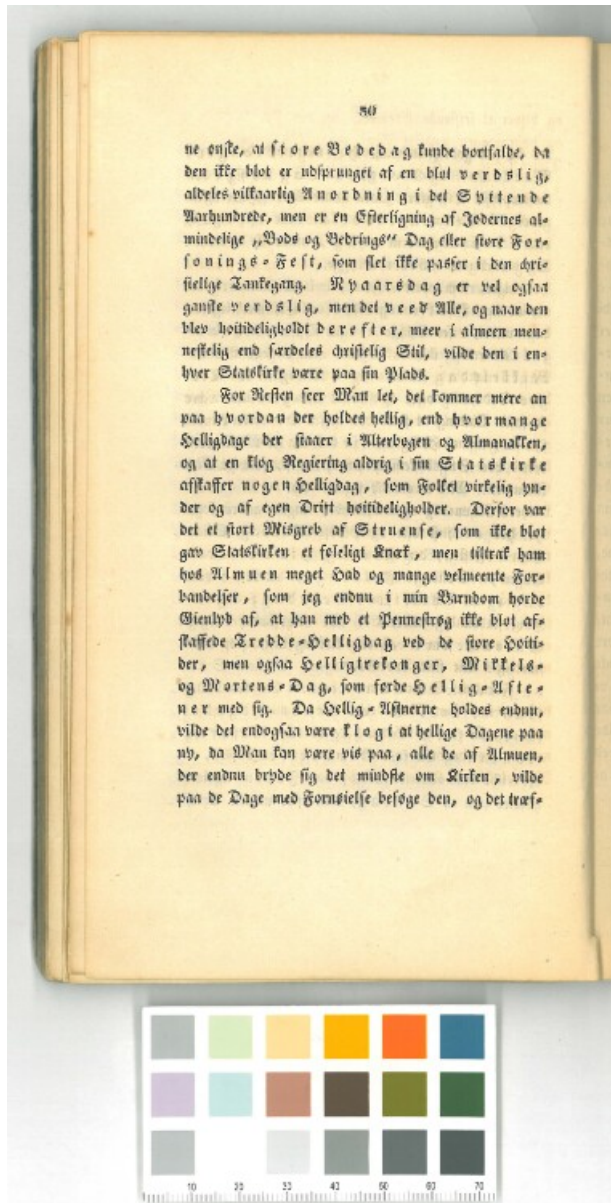 80
ne ønske, at store Bededag kunde bortfalde, da
den ikke blot er udsprunget af en blot verdslig,
aldeles vilkaarlig Anordning i det Syttende
Aarhundrede, men er en Efterligning af Jødernes al-
mindelige „Bods og Bedrings“ Dag eller store For-
sonings-Fest, som slet ikke passer i den chri-
stelige Tankegang. Nyaarsdag er vel ogsaa
ganske verdslig, men det veed Alle, og naar den
blev høitideligholdt derefter, meer i almeen men-
neskelig end særdeles christelig Stil, vilde den i en-
hver Statskirke være paa sin Plads.
For Resten seer Man let, det kommer mere an
paa hvordan der holdes hellig, end hvormange
Helligdage der staaer i Alterbogen og Almanakken,
og at en klog Regiering aldrig i sin Statskirke
afskaffer nogen Helligdag, som Folket virkelig yn-
der og af egen Drift høitideligholder. Derfor var
det et stort Misgreb af Struense, som ikke blot
gav Statskirken et føleligt Knæk, men tiltrak ham
hos Almuen meget Had og mange velmeente For-
bandelser, som jeg endnu i min Barndom hørde
Gienlyd af, at han med et Pennestrøg ikke blot af-
skaffede Tredde-Helligdag ved de store Høiti-
der, men ogsaa Helligtrekonger, Mikkels-
og Mortens-Dag, som førde Hellig-Afte-
ner med sig. Da Hellig-Aftnerne holdes endnu,
vilde det endogsaa være klogt at hellige Dagene paa
ny, da Man kan være vis paa, alle de af Almuen,
der endnu bryde sig det mindste om Kirken, vilde
paa de Dage med Fornøielse besøge den, og det træf-
10 20 30 40 50 60 70